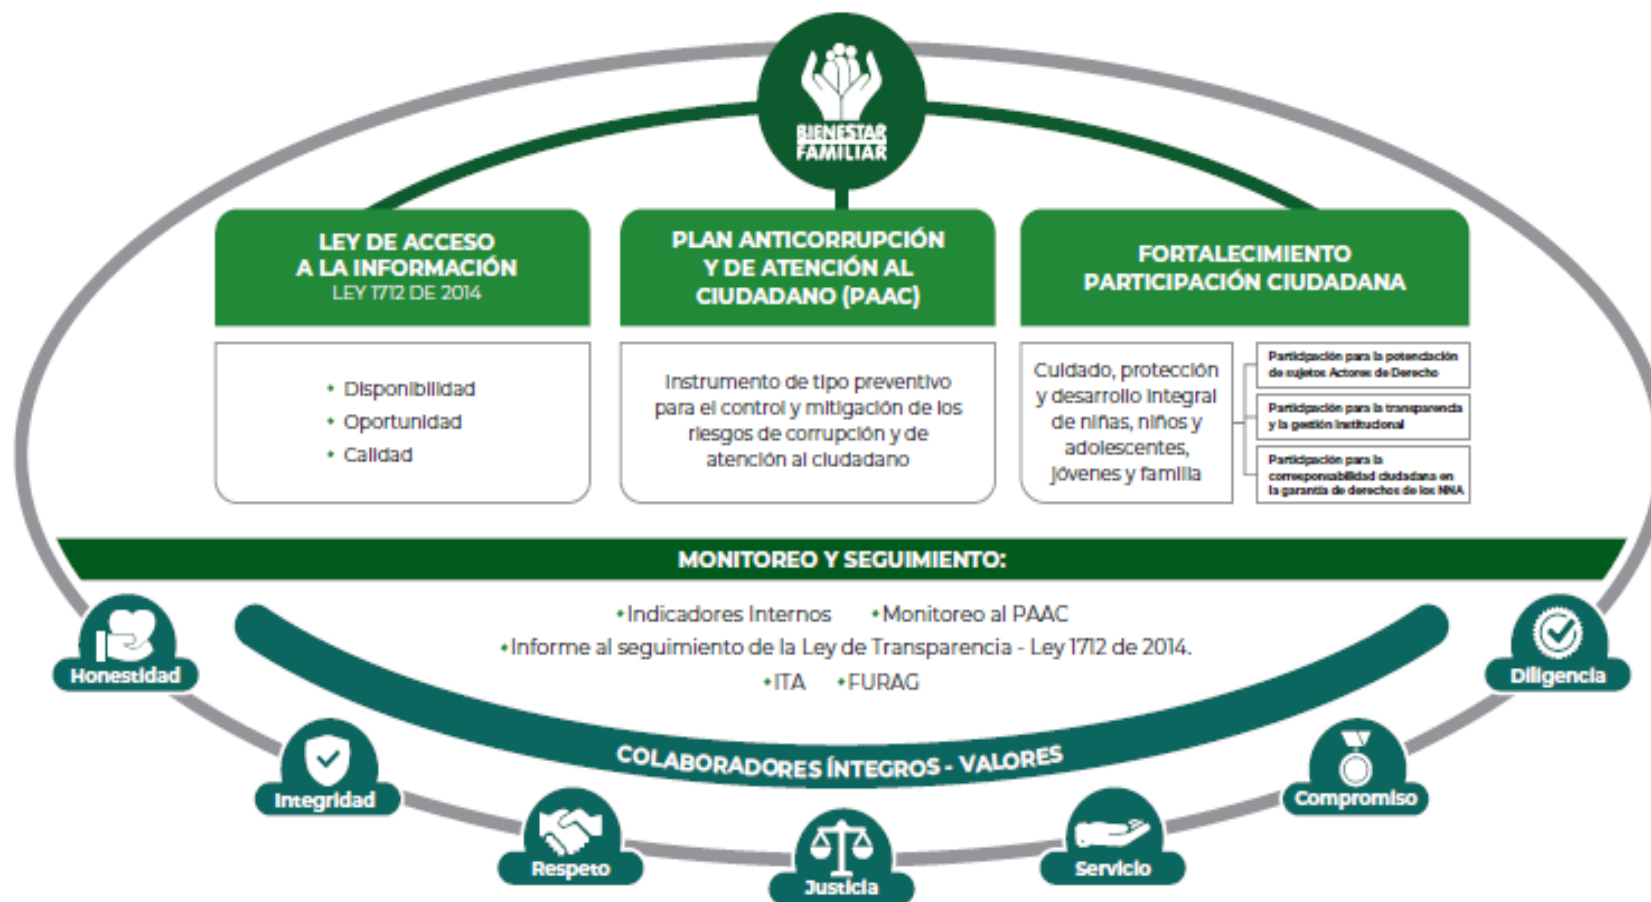 BIENESTAR
FAMILIAR
LEY DE ACCESO
A LA INFORMACIÓN
LEY 1712 DE 2014
• Disponibilidad
• Oportunidad
• Calidad
PLAN ANTICORRUPCIÓN
Y DE ATENCIÓN AL
CIUDADANO (PAAC)
Instrumento de tipo preventivo
para el control y mitigación de los
riesgos de corrupción y de
atención al ciudadano
FORTALECIMIENTO
PARTICIPACIÓN CIUDADANA
Cuidado, protección
y desarrollo integral
de niñas, niños y
adolescentes,
jóvenes y familia
Participación para la potenciación
de sujetos Actores de Derecho
Participación para la transparencia
y la gestión institucional
Participación para la
corresponsabilidad ciudadana en
la garantía de derechos de los NNA
MONITOREO Y SEGUIMIENTO:
•Indicadores Internos •Monitoreo al PAAC
•Informe al seguimiento de la Ley de Transparencia - Ley 1712 de 2014.
•ITA •FURAG
COLABORADORES ÍNTEGROS - VALORES
Honestidad
Integridad
Respeto
Justicia
Servicio
Compromiso
Diligencia